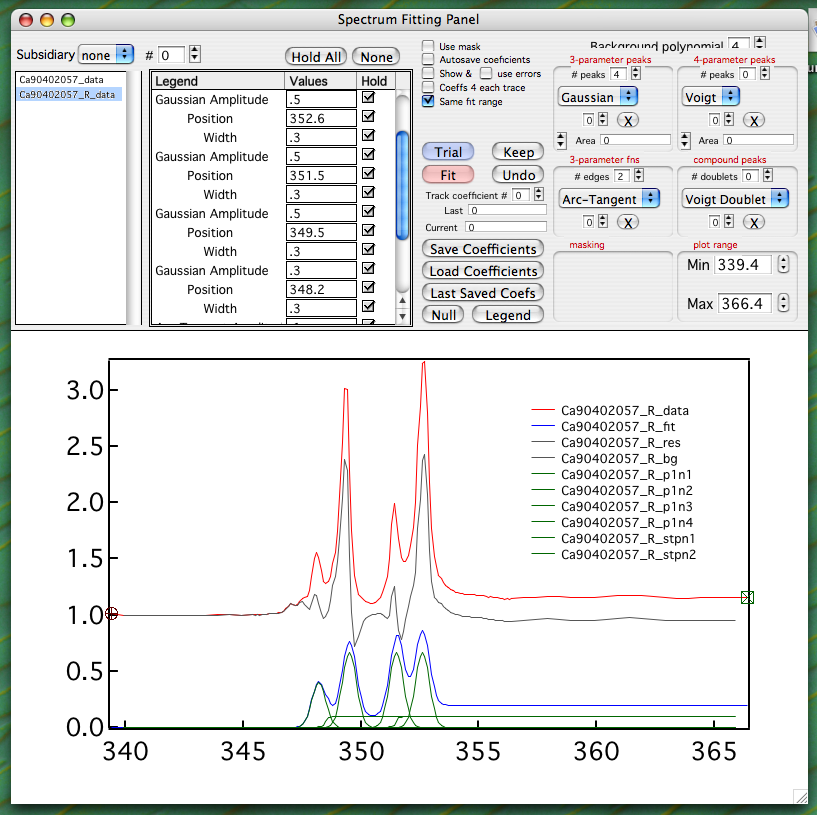 Spectrum Fitting Panel
Subsidiary none # 0
Hold All None
Ca90402057_data
Ca90402057_R_data
Legend Values Hold
Gaussian Amplitude .5
Position 352.6
Width .3
Gaussian Amplitude .5
Position 351.5
Width .3
Gaussian Amplitude .5
Position 349.5
Width .3
Gaussian Amplitude .5
Position 348.2
Width .3
Use mask
Autosave coeficients
Show & use errors
Coeffs 4 each trace
Same fit range
Trial Keep
Fit Undo
Track coefficient # 0
Last 0
Current 0
Save Coefficients
Load Coefficients
Last Saved Coefs
Null Legend
Background polynomial 4
3-parameter peaks
# peaks 4
Gaussian
0 X
Area 0
4-parameter peaks
# peaks 0
Voigt
0 X
Area 0
3-parameter fns
# edges 2
Arc-Tangent
0 X
compound peaks
# doublets 0
Voigt Doublet
0 X
masking
plot range
Min 339.4
Max 366.4
3.0
2.5
2.0
1.5
1.0
0.5
0.0
340 345 350 355 360 365
Ca90402057_R_data
Ca90402057_R_fit
Ca90402057_R_res
Ca90402057_R_bg
Ca90402057_R_p1n1
Ca90402057_R_p1n2
Ca90402057_R_p1n3
Ca90402057_R_p1n4
Ca90402057_R_stpn1
Ca90402057_R_stpn2